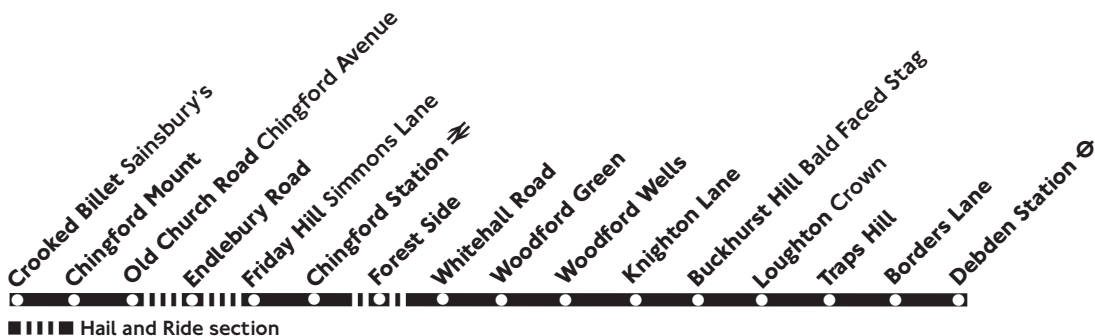 Crooked Billet Sainsbury's
Chingford Mount
Old Church Road Chingford Avenue
Endlebury Road
Friday Hill Simmons Lane
Chingford Station
Forest Side
Whitehall Road
Woodford Green
Woodford Wells
Knighton Lane
Buckhurst Hill Bald Faced Stag
Loughton Crown
Traps Hill
Borders Lane
Debden Station
Hail and Ride section